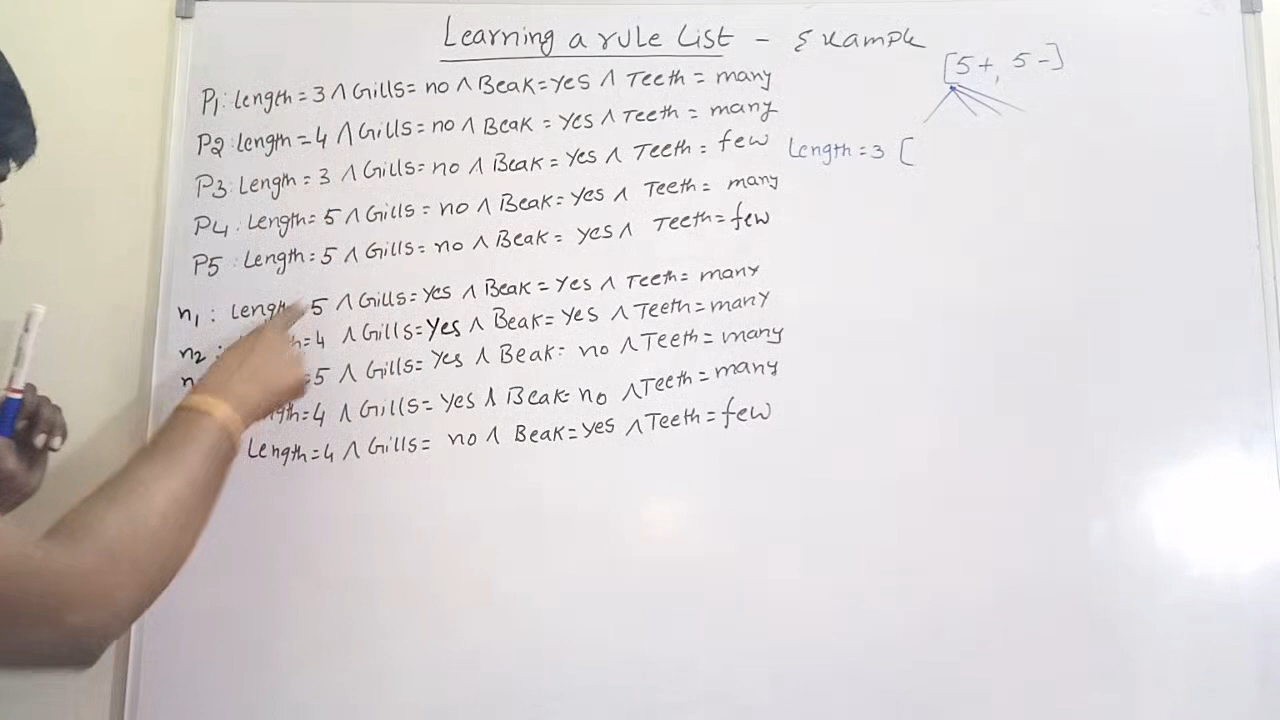 Learning a rule List - Example
[5+, 5-]
P1: Length = 3 ∧ Gills= no ∧ Beak=yes ∧ Teeth = many
P2: Length = 4 ∧ Gills= no ∧ Beak = yes ∧ Teeth = many
P3: Length = 3 ∧ Gills= no ∧ Beak= Yes ∧ Teeth = few
Length = 3 [
P4: Length= 5 ∧ Gills= no ∧ Beak= Yes ∧ Teeth= many
P5: Length= 5 ∧ Gills= no ∧ Beak= yes ∧ Teeth= few
n1: Length=5 ∧ Gills= Yes ∧ Beak= Yes ∧ Teeth= many
n2: =4 ∧ Gills=Yes ∧ Beak= Yes ∧ Teeth= many
=5 ∧ Gills= Yes ∧ Beak= no ∧ Teeth= many
=4 ∧ Gills= yes ∧ Beak= no ∧ Teeth= many
Length=4 ∧ Gills= no ∧ Beak=yes ∧ Teeth= few